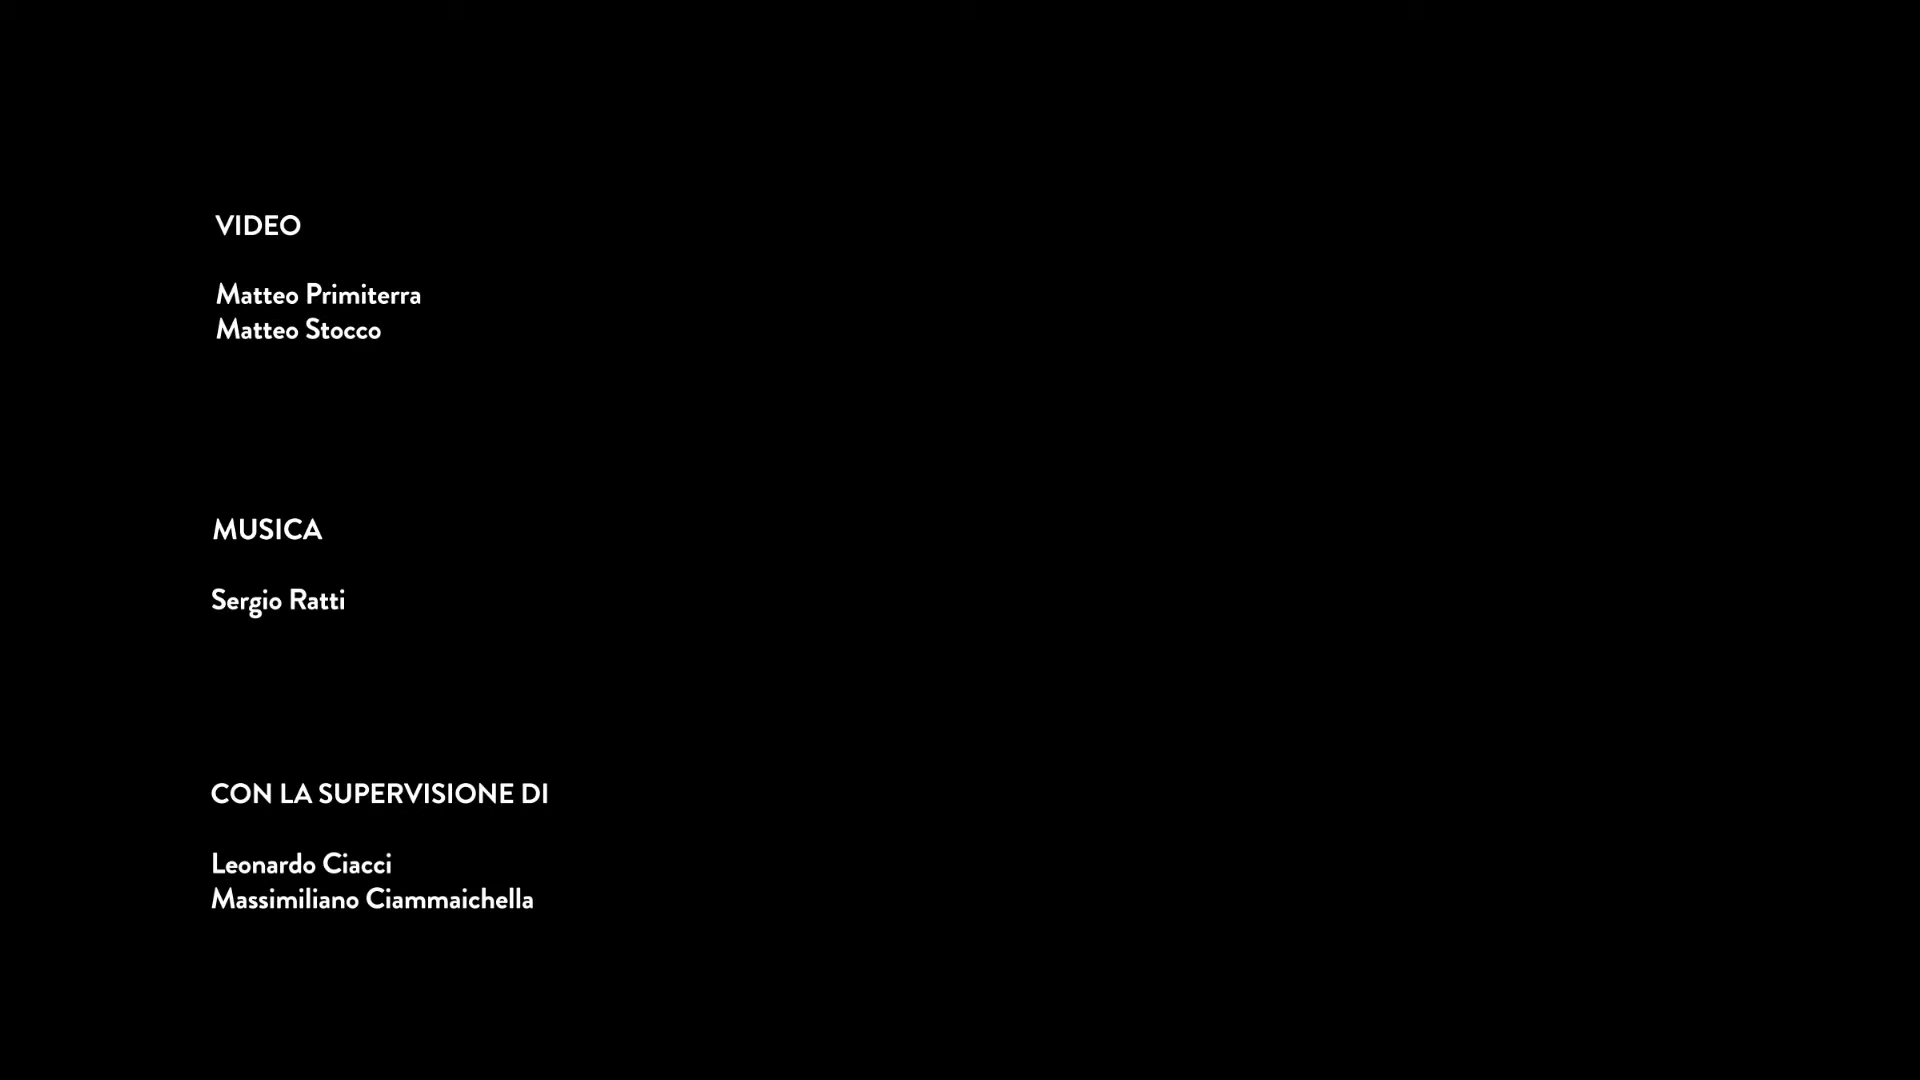 VIDEO
Matteo Primiterra
Matteo Stocco
MUSICA
Sergio Ratti
CON LA SUPERVISIONE DI
Leonardo Ciacci
Massimiliano Ciammaichella